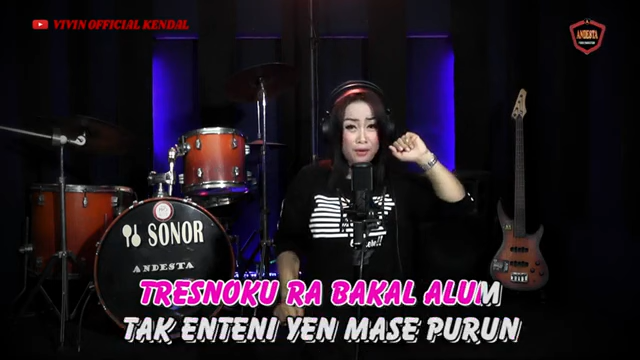 VIVIN OFFICIAL KENDAL
ANDESTA
SONOR
ANDESTA
TRESNOKU RA BAKAL ALUM
TAK ENTENI YEN MASE PURUN